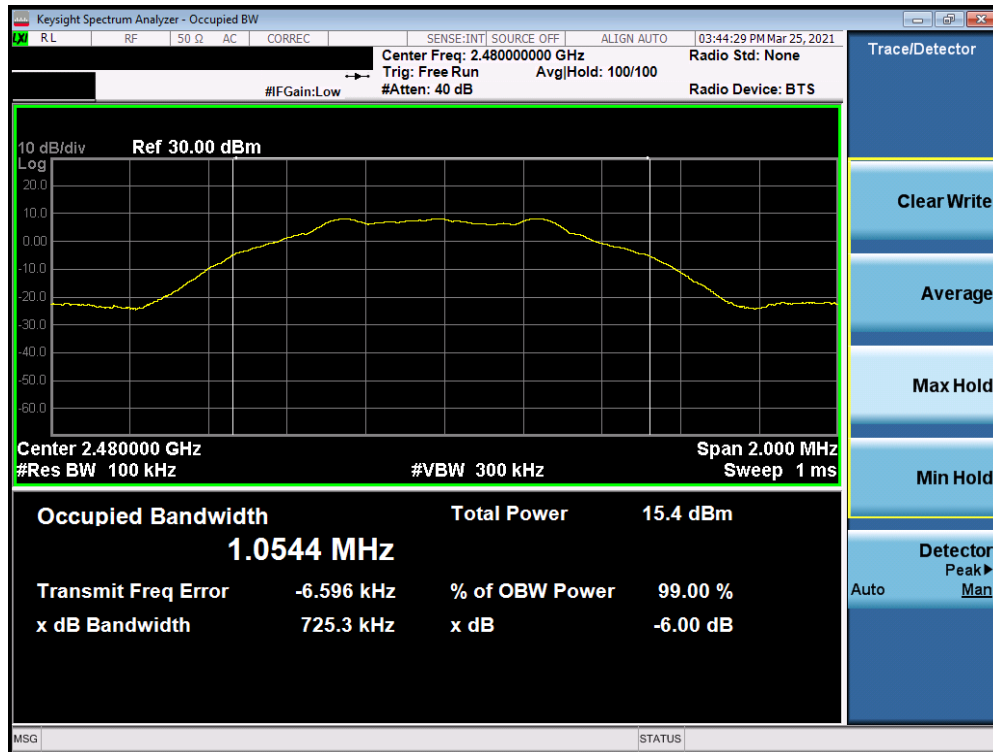 Keysight Spectrum Analyzer - Occupied BW
LXI RL RF 50 Ω AC CORREC SENSE:INT SOURCE OFF ALIGN AUTO 03:44:29 PM Mar 25, 2021
Center Freq: 2.480000000 GHz Radio Std: None
Trig: Free Run Avg|Hold: 100/100
#IFGain:Low #Atten: 40 dB Radio Device: BTS
10 dB/div Ref 30.00 dBm
Log
20.0
10.0
0.00
-10.0
-20.0
-30.0
-40.0
-50.0
-60.0
Center 2.480000 GHz Span 2.000 MHz
#Res BW 100 kHz #VBW 300 kHz Sweep 1 ms
Occupied Bandwidth Total Power 15.4 dBm
1.0544 MHz
Transmit Freq Error -6.596 kHz % of OBW Power 99.00 %
x dB Bandwidth 725.3 kHz x dB -6.00 dB
MSG STATUS
Trace/Detector
Clear Write
Average
Max Hold
Min Hold
Detector
Peak▶
Auto Man